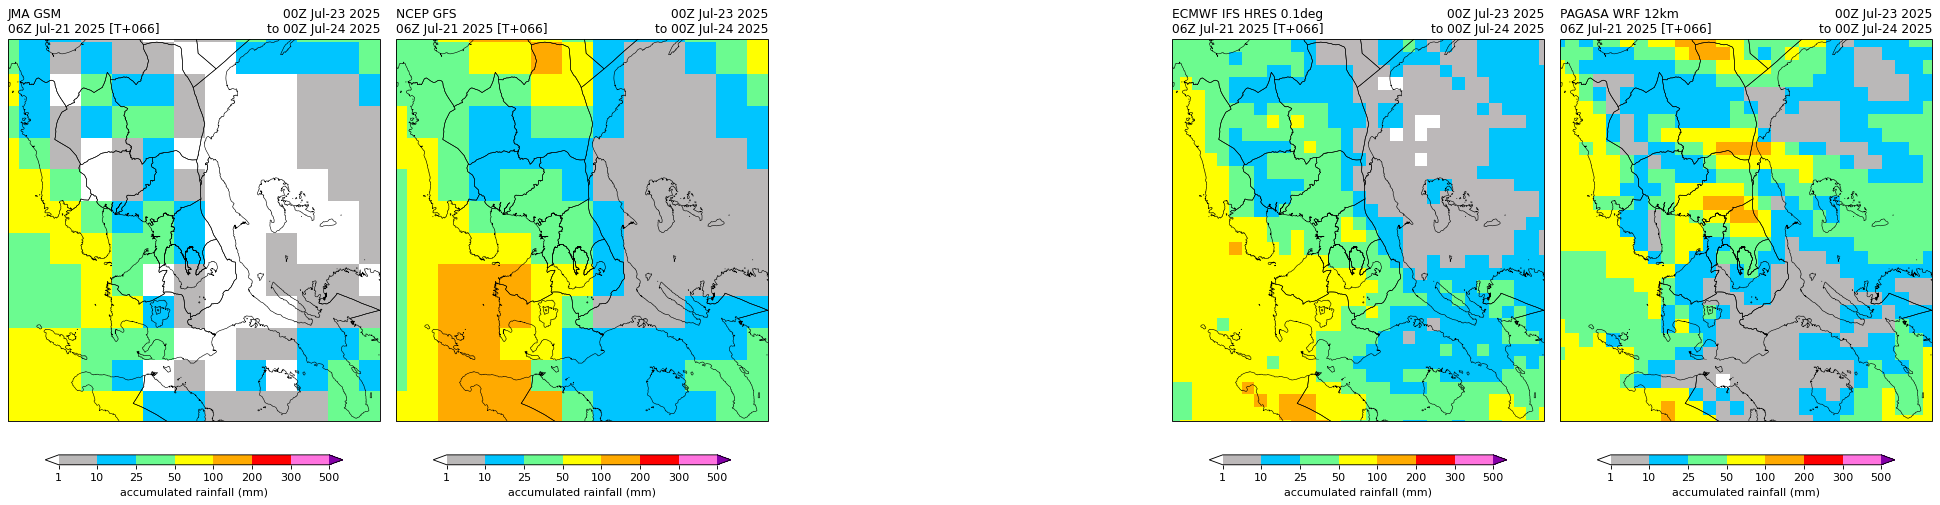 JMA GSM 00Z Jul-23 2025
06Z Jul-21 2025 [T+066] to 00Z Jul-24 2025
NCEP GFS 00Z Jul-23 2025
06Z Jul-21 2025 [T+066] to 00Z Jul-24 2025
ECMWF IFS HRES 0.1deg 00Z Jul-23 2025
06Z Jul-21 2025 [T+066] to 00Z Jul-24 2025
PAGASA WRF 12km 00Z Jul-23 2025
06Z Jul-21 2025 [T+066] to 00Z Jul-24 2025
1 10 25 50 100 200 300 500
accumulated rainfall (mm)
1 10 25 50 100 200 300 500
accumulated rainfall (mm)
1 10 25 50 100 200 300 500
accumulated rainfall (mm)
1 10 25 50 100 200 300 500
accumulated rainfall (mm)